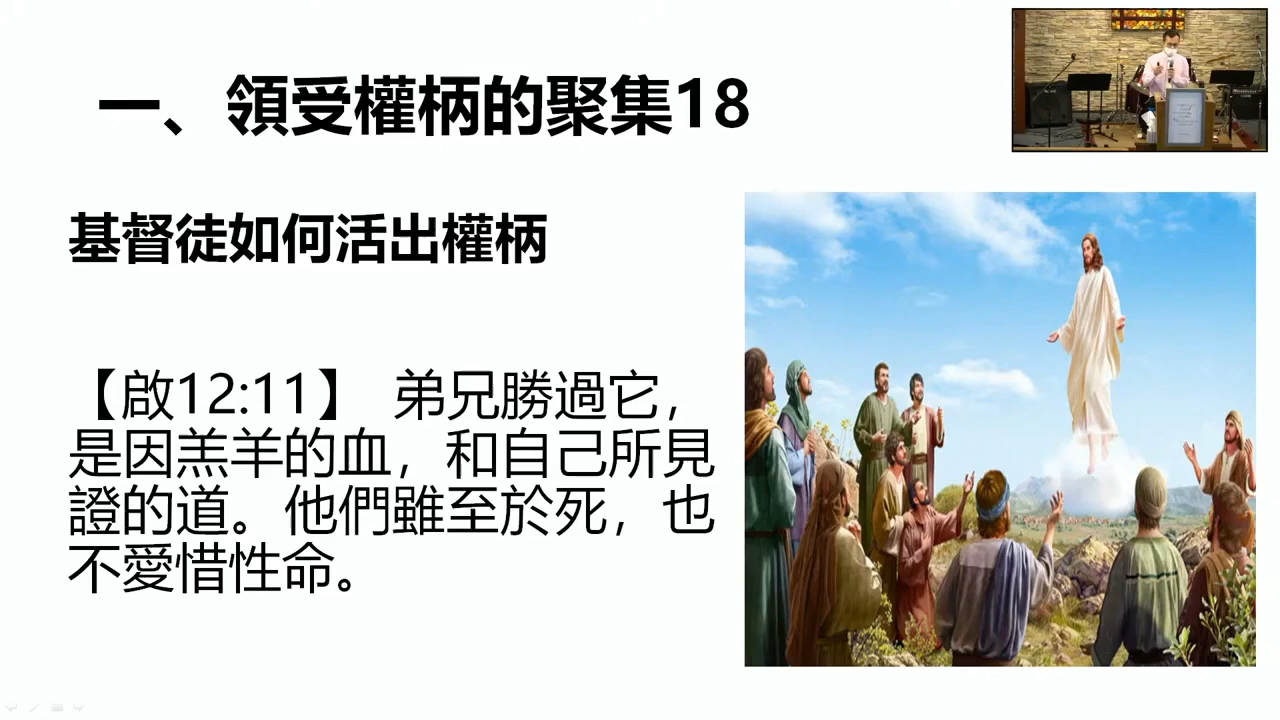 一、領受權柄的聚集18
基督徒如何活出權柄
【啟12:11】 弟兄勝過它，
是因羔羊的血，和自己所見
證的道。他們雖至於死，也
不愛惜性命。